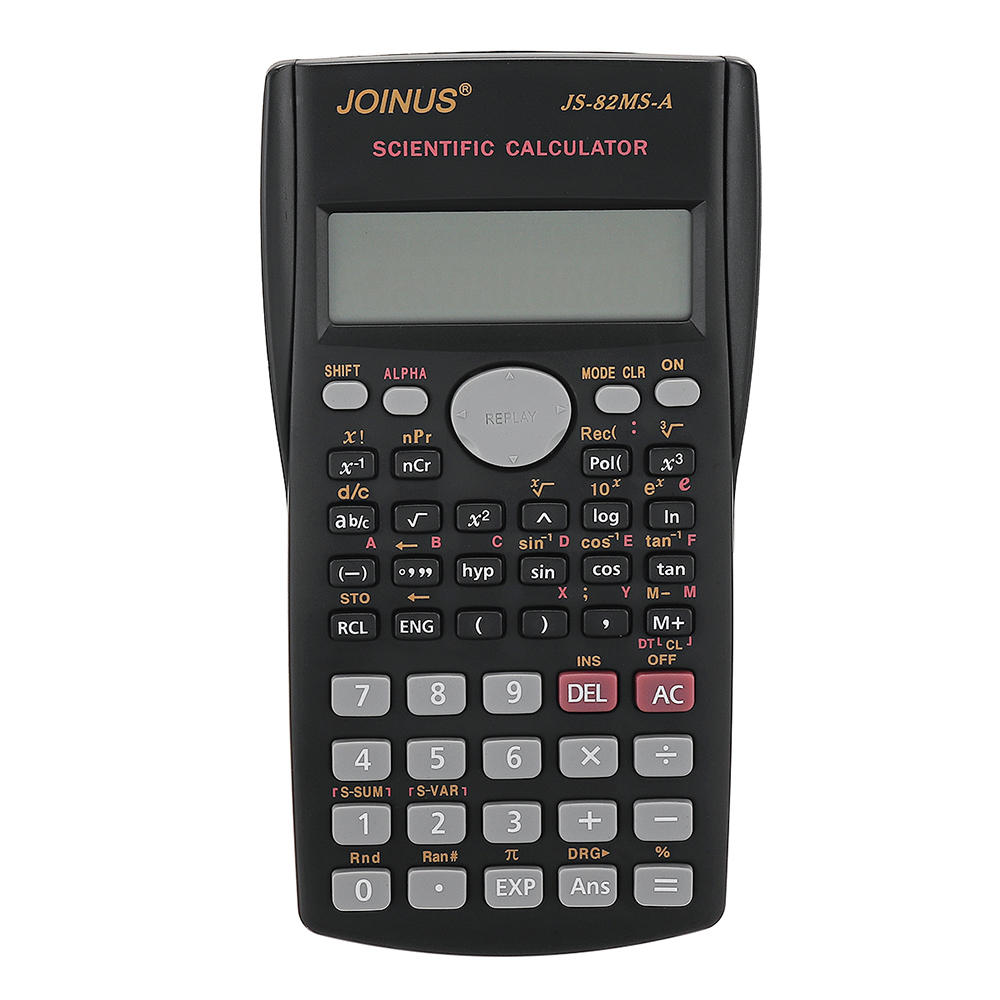 JOINUS® JS-82MS-A
SCIENTIFIC CALCULATOR
SHIFT ALPHA MODE CLR ON
REPLAY
x! nPr Rec( : ³√
x⁻¹ nCr Pol( x³
d/c ˣ√ 10ˣ eˣ e
a b/c √ x² ^ log ln
A ← B C sin⁻¹ D cos⁻¹ E tan⁻¹ F
(—) °,,, hyp sin cos tan
STO ← X ; Y M– M
RCL ENG ( ) , M+
DT CL
INS OFF
7 8 9 DEL AC
4 5 6 × ÷
S-SUM S-VAR
1 2 3 + −
Rnd Ran# π DRG► %
0 · EXP Ans =